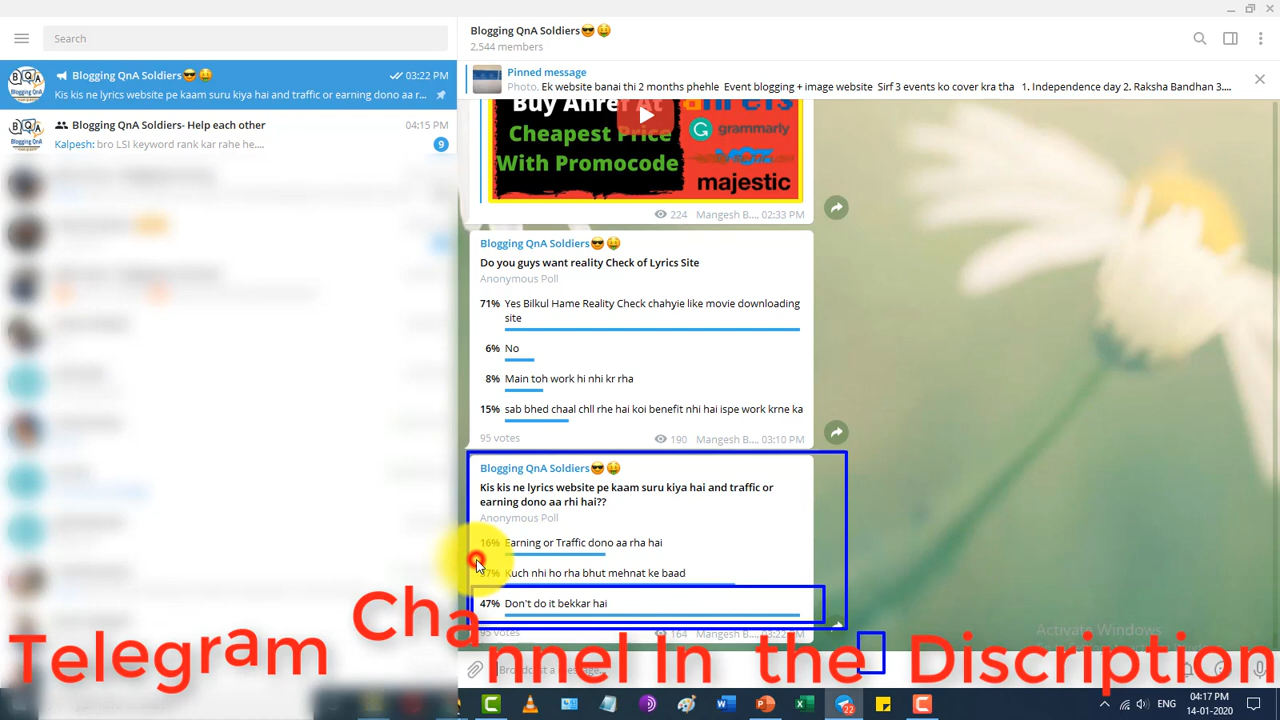 Search
Blogging QnA Soldiers😎🤑
03:22 PM
Kis kis ne lyrics website pe kaam suru kiya hai and traffic or earning dono aa r...
Blogging QnA Soldiers- Help each other
04:15 PM
Kalpesh: bro LSI keyword rank kar rahe he....
9
Blogging QnA Soldiers😎🤑
2,544 members
Pinned message
Photo, Ek website banai thi 2 months phehle Event blogging + image website Sirf 3 events ko cover kra tha 1. Independence day 2. Raksha Bandhan 3....
Buy Ahref At
Cheapest Price
With Promocode
ahrefs
grammarly
MOZ
majestic
224 Mangesh B..., 02:33 PM
Blogging QnA Soldiers😎🤑
Do you guys want reality Check of Lyrics Site
Anonymous Poll
71% Yes Bilkul Hame Reality Check chahyie like movie downloading
site
6% No
8% Main toh work hi nhi kr rha
15% sab bhed chaal chll rhe hai koi benefit nhi hai ispe work krne ka
95 votes
190 Mangesh B..., 03:10 PM
Blogging QnA Soldiers😎🤑
Kis kis ne lyrics website pe kaam suru kiya hai and traffic or
earning dono aa rhi hai??
Anonymous Poll
16% Earning or Traffic dono aa rha hai
37% Kuch nhi ho rha bhut mehnat ke baad
47% Don't do it bekkar hai
95 votes
164 Mangesh B..., 03:22 PM
Telegram Channel In the Discription
Broadcast a message...
Activate Windows
22
ENG
04:17 PM
14-01-2020